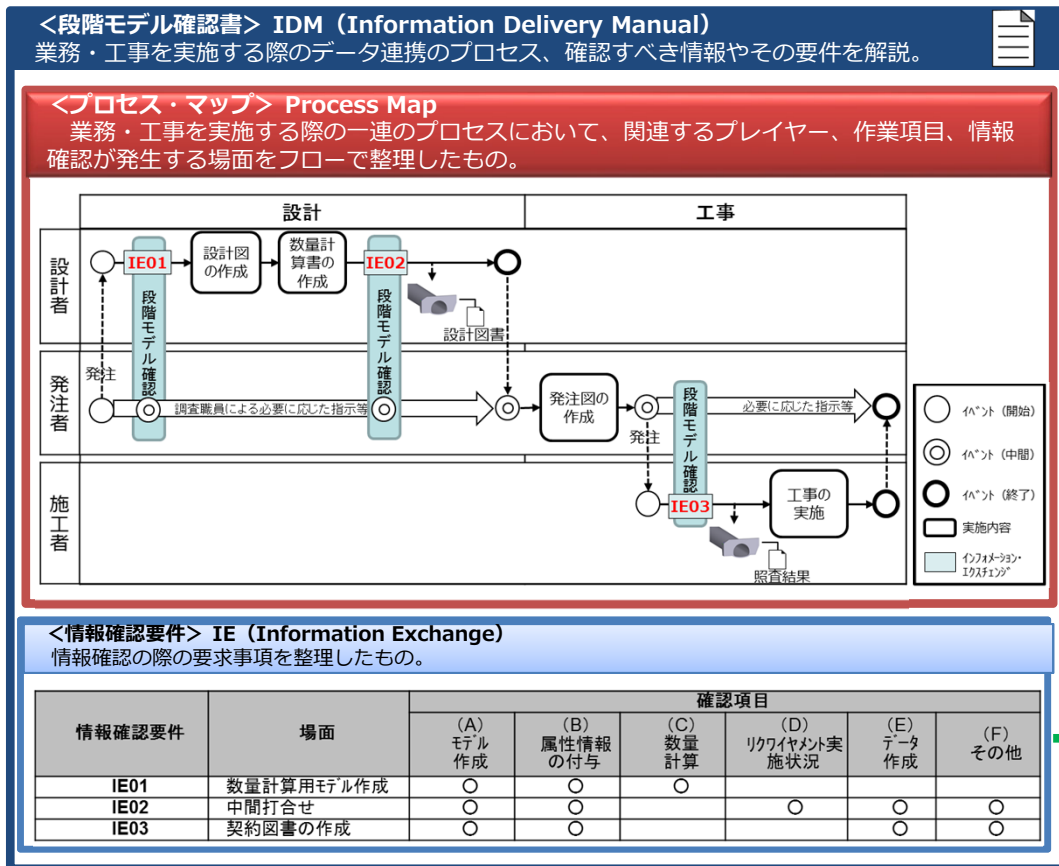 ＜段階モデル確認書＞ IDM（Information Delivery Manual）
業務・工事を実施する際のデータ連携のプロセス、確認すべき情報やその要件を解説。
＜プロセス・マップ＞ Process Map
業務・工事を実施する際の一連のプロセスにおいて、関連するプレイヤー、作業項目、情報
確認が発生する場面をフローで整理したもの。
設計
工事
設計者
IE01
設計図
の作成
数量計
算書の
作成
IE02
段階モデル確認
段階モデル確認
設計図書
発注者
発注
調査職員による必要に応じた指示等
発注図の
作成
発注
段階モデル確認
必要に応じた指示等
施工者
IE03
工事の
実施
照査結果
ｲﾍﾞﾝﾄ（開始）
ｲﾍﾞﾝﾄ（中間）
ｲﾍﾞﾝﾄ（終了）
実施内容
ｲﾝﾌｫﾒｰｼｮﾝ・
ｴｸｽﾁｪﾝｼﾞ
＜情報確認要件＞ IE（Information Exchange）
情報確認の際の要求事項を整理したもの。
情報確認要件
場面
確認項目
（A）
ﾓﾃﾞﾙ
作成
（B）
属性情報
の付与
（C）
数量
計算
（D）
ﾘｸﾜｲﾔﾒﾝﾄ実
施状況
（E）
ﾃﾞｰﾀ
作成
（F）
その他
IE01 数量計算用ﾓﾃﾞﾙ作成 ○ ○ ○
IE02 中間打合せ ○ ○ ○ ○ ○
IE03 契約図書の作成 ○ ○ ○ ○